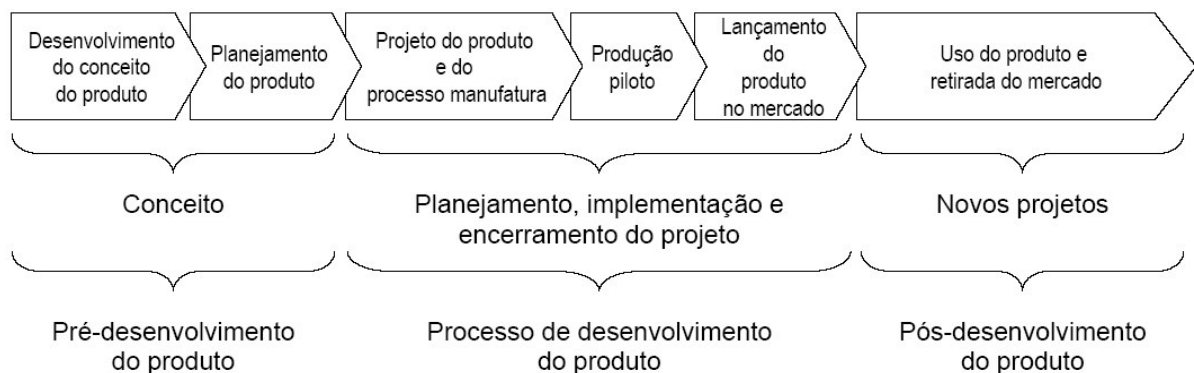 Desenvolvimento
do conceito
do produto
Planejamento
do produto
Projeto do produto
e do
processo manufatura
Produção
piloto
Lançamento
do
produto
no mercado
Uso do produto e
retirada do mercado
Conceito
Planejamento, implementação e
encerramento do projeto
Novos projetos
Pré-desenvolvimento
do produto
Processo de desenvolvimento
do produto
Pós-desenvolvimento
do produto